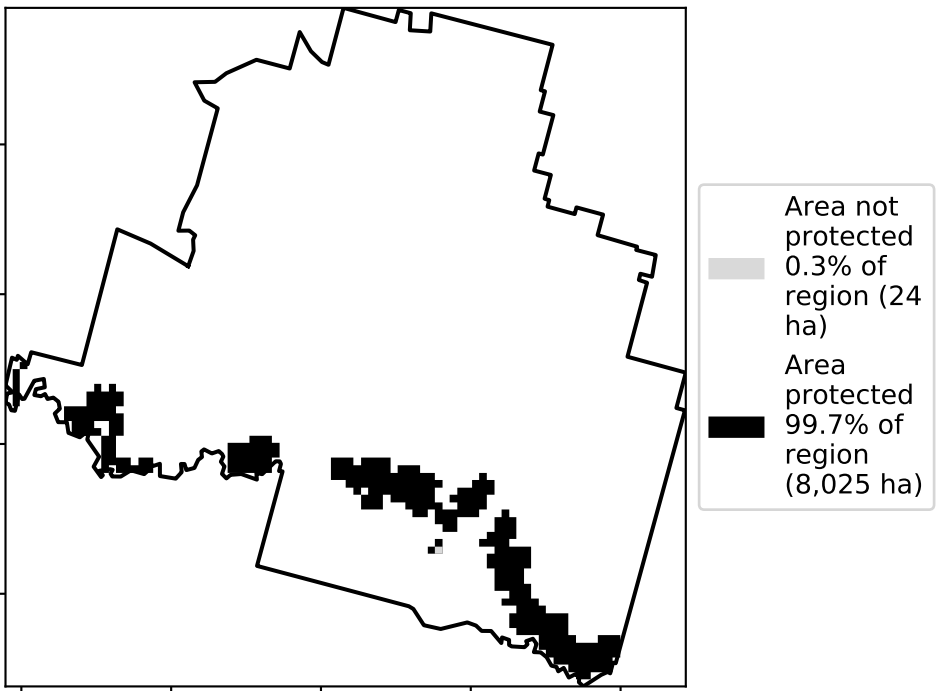 Area not
protected
0.3% of
region (24
ha)
Area
protected
99.7% of
region
(8,025 ha)